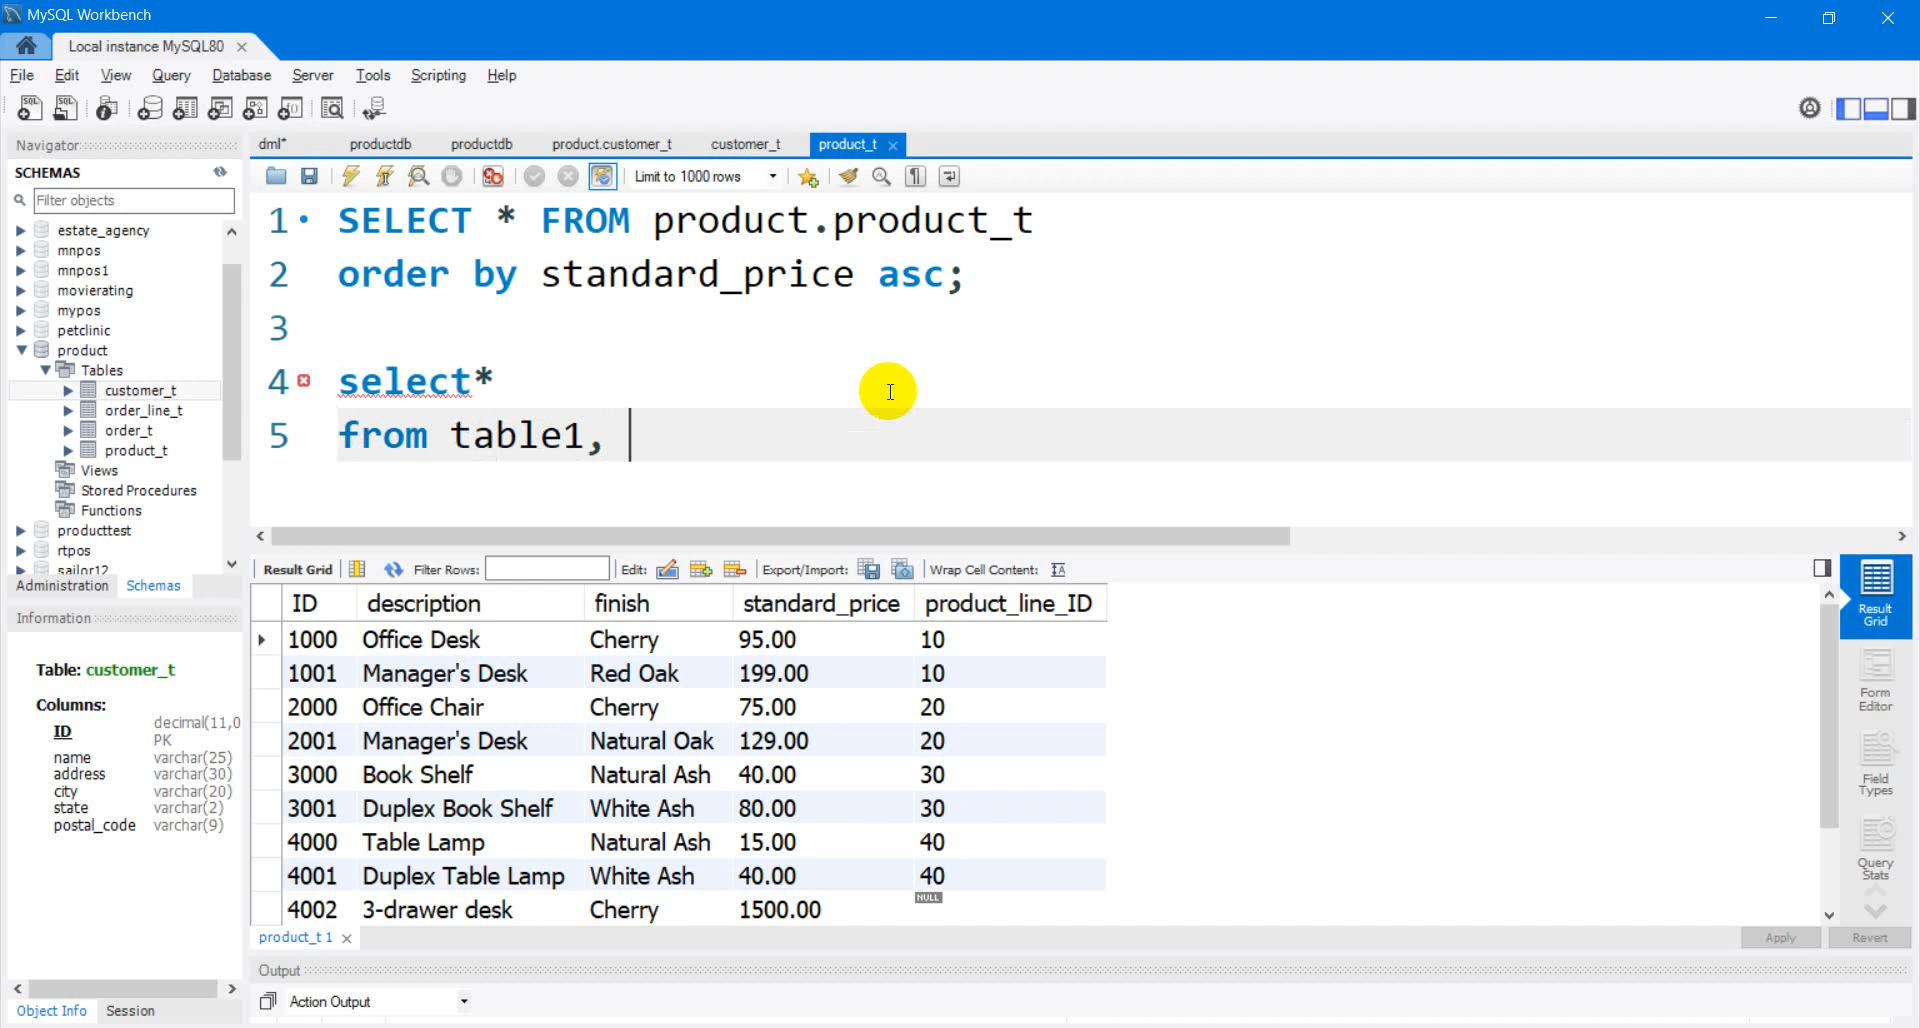 MySQL Workbench
Local instance MySQL80
File Edit View Query Database Server Tools Scripting Help
Navigator
SCHEMAS
Filter objects
estate_agency
mnpos
mnpos1
movierating
mypos
petclinic
product
Tables
customer_t
order_line_t
order_t
product_t
Views
Stored Procedures
Functions
producttest
rtpos
sailor12
Administration Schemas
Information
Table: customer_t
Columns:
ID decimal(11,0
PK
name varchar(25)
address varchar(30)
city varchar(20)
state varchar(2)
postal_code varchar(9)
Object Info Session
dml* productdb productdb product.customer_t customer_t product_t
Limit to 1000 rows
1 SELECT * FROM product.product_t
2 order by standard_price asc;
3
4 select*
5 from table1,
Result Grid Filter Rows: Edit: Export/Import: Wrap Cell Content:
ID description finish standard_price product_line_ID
1000 Office Desk Cherry 95.00 10
1001 Manager's Desk Red Oak 199.00 10
2000 Office Chair Cherry 75.00 20
2001 Manager's Desk Natural Oak 129.00 20
3000 Book Shelf Natural Ash 40.00 30
3001 Duplex Book Shelf White Ash 80.00 30
4000 Table Lamp Natural Ash 15.00 40
4001 Duplex Table Lamp White Ash 40.00 40
4002 3-drawer desk Cherry 1500.00 NULL
Result
Grid
Form
Editor
Field
Types
Query
Stats
product_t 1
Apply Revert
Output
Action Output